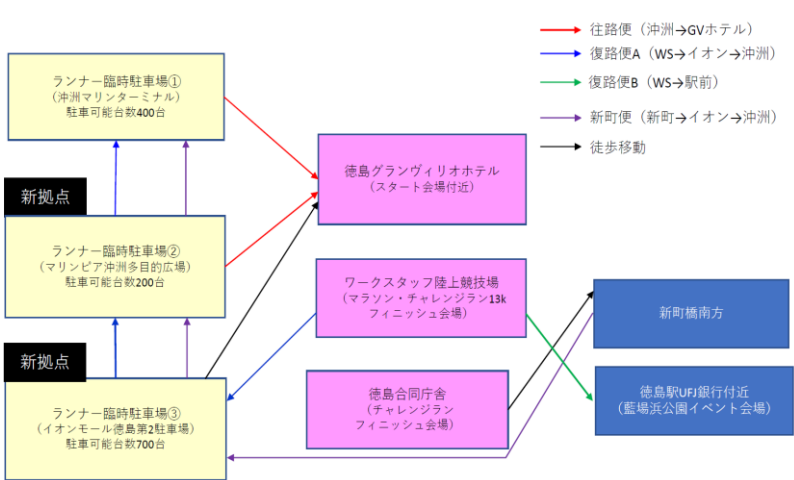 往路便（沖洲→GVホテル）
復路便A（WS→イオン→沖洲）
復路便B（WS→駅前）
新町便（新町→イオン→沖洲）
徒歩移動
ランナー臨時駐車場①
（沖洲マリンターミナル）
駐車可能台数400台
徳島グランヴィリオホテル
（スタート会場付近）
新拠点
ランナー臨時駐車場②
（マリンピア沖洲多目的広場）
駐車可能台数200台
ワークスタッフ陸上競技場
（マラソン・チャレンジラン13k
フィニッシュ会場）
新町橋南方
新拠点
ランナー臨時駐車場③
（イオンモール徳島第2駐車場）
駐車可能台数700台
徳島合同庁舎
（チャレンジラン
フィニッシュ会場）
徳島駅UFJ銀行付近
（藍場浜公園イベント会場）